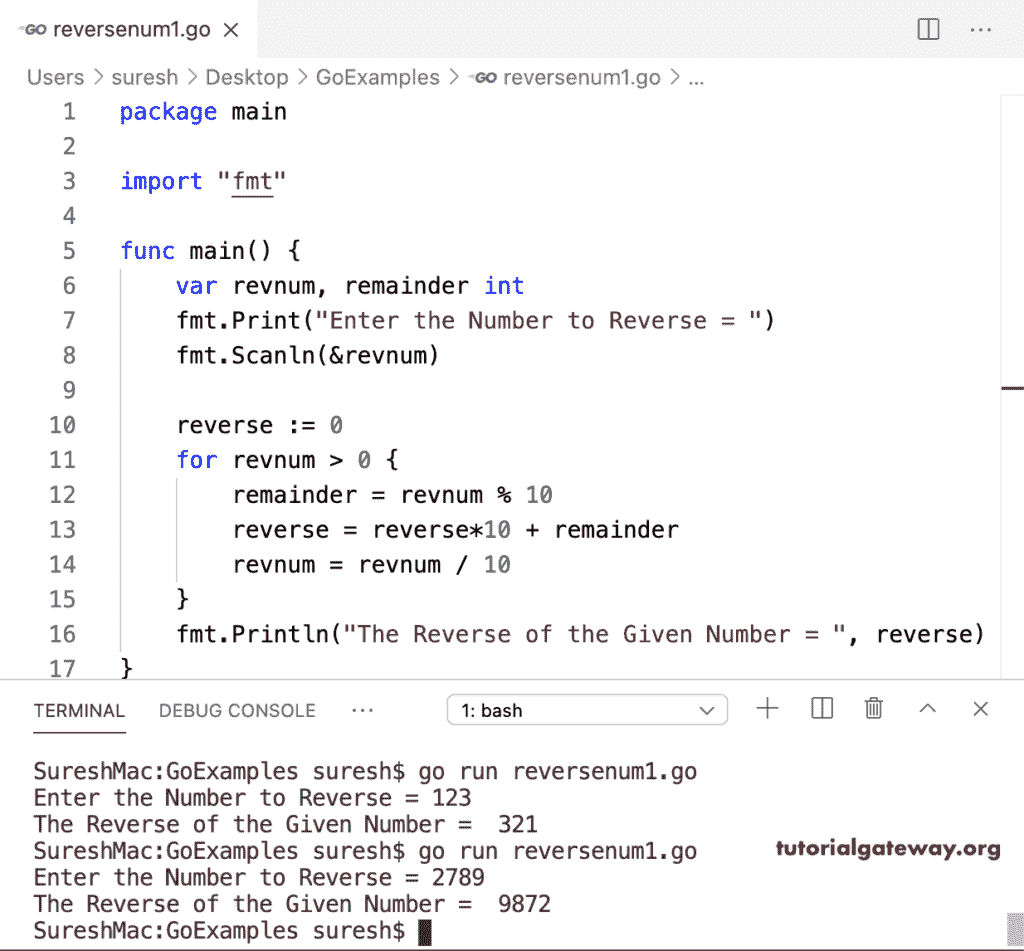 GO reversenum1.go
Users > suresh > Desktop > GoExamples > GO reversenum1.go > ...
1 package main
2
3 import "fmt"
4
5 func main() {
6 var revnum, remainder int
7 fmt.Print("Enter the Number to Reverse = ")
8 fmt.Scanln(&revnum)
9
10 reverse := 0
11 for revnum > 0 {
12 remainder = revnum % 10
13 reverse = reverse*10 + remainder
14 revnum = revnum / 10
15 }
16 fmt.Println("The Reverse of the Given Number = ", reverse)
17 }
TERMINAL DEBUG CONSOLE ... 1: bash
SureshMac:GoExamples suresh$ go run reversenum1.go
Enter the Number to Reverse = 123
The Reverse of the Given Number =  321
SureshMac:GoExamples suresh$ go run reversenum1.go
tutorialgateway.org
Enter the Number to Reverse = 2789
The Reverse of the Given Number =  9872
SureshMac:GoExamples suresh$